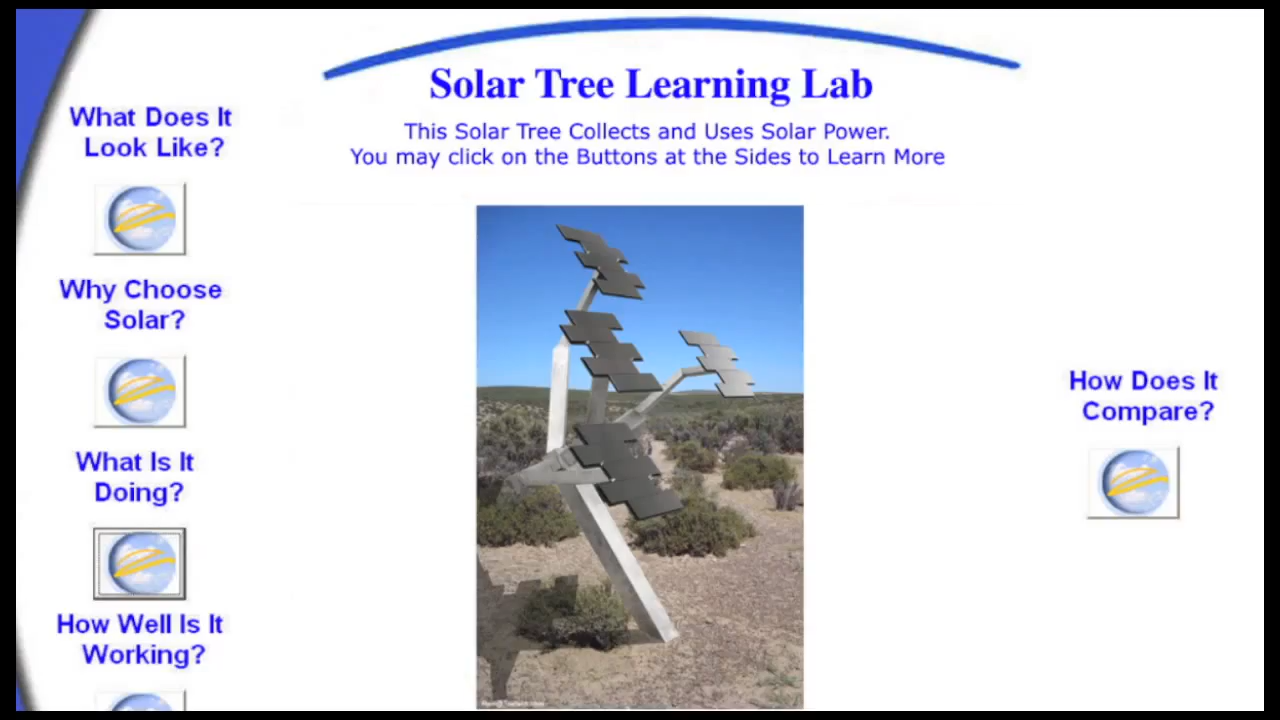 Solar Tree Learning Lab
This Solar Tree Collects and Uses Solar Power.
You may click on the Buttons at the Sides to Learn More
What Does It
Look Like?
Why Choose
Solar?
What Is It
Doing?
How Well Is It
Working?
How Does It
Compare?